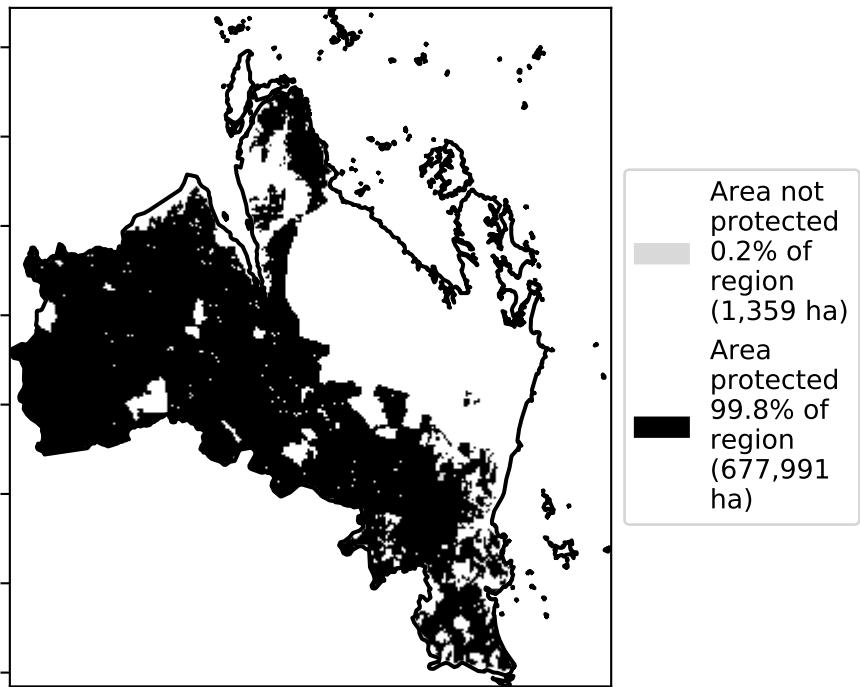 Area not
protected
0.2% of
region
(1,359 ha)
Area
protected
99.8% of
region
(677,991
ha)